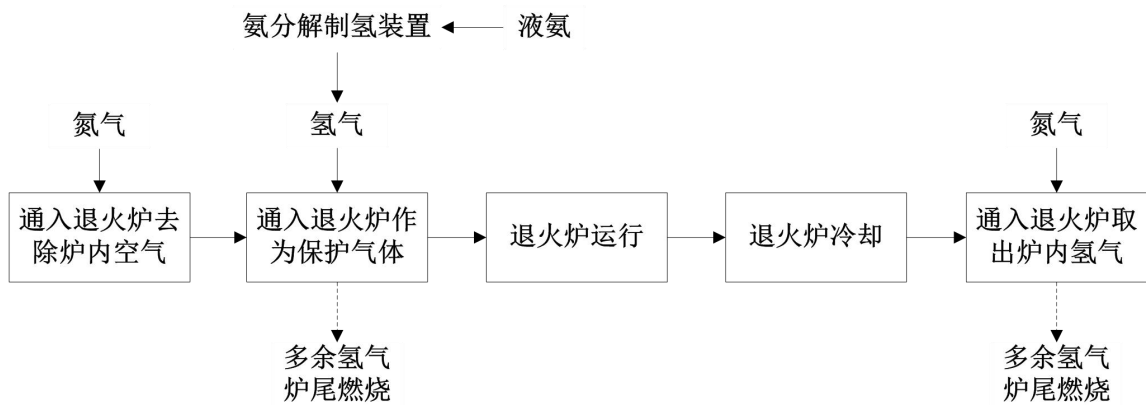 氨分解制氢装置
液氨
氮气
氢气
氮气
通入退火炉去
除炉内空气
通入退火炉作
为保护气体
退火炉运行
退火炉冷却
通入退火炉取
出炉内氢气
多余氢气
炉尾燃烧
多余氢气
炉尾燃烧